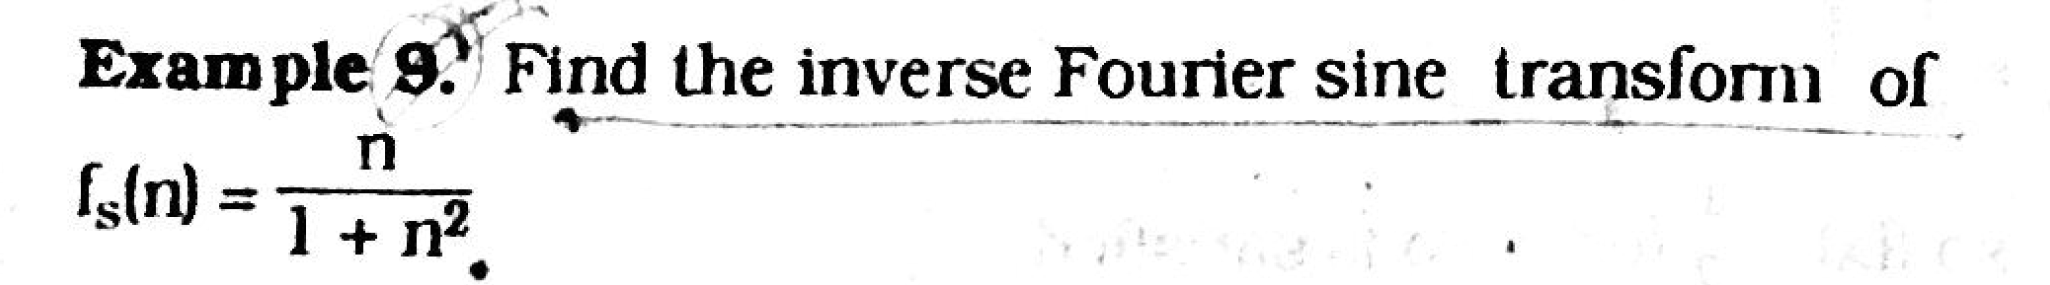 Example 9. Find the inverse Fourier sine transform of
fₛ(n) = n / (1 + n²).